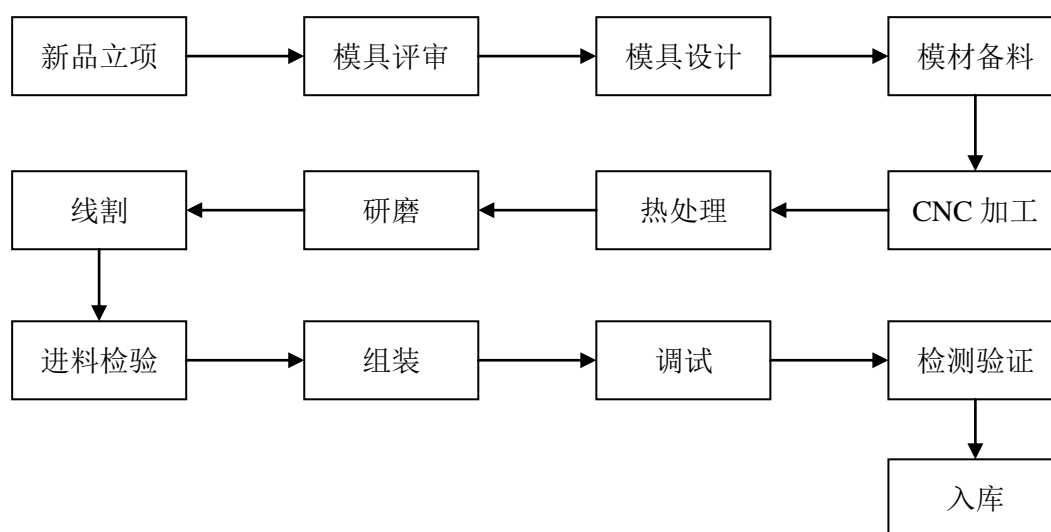 新品立项
模具评审
模具设计
模材备料
CNC 加工
热处理
研磨
线割
进料检验
组装
调试
检测验证
入库